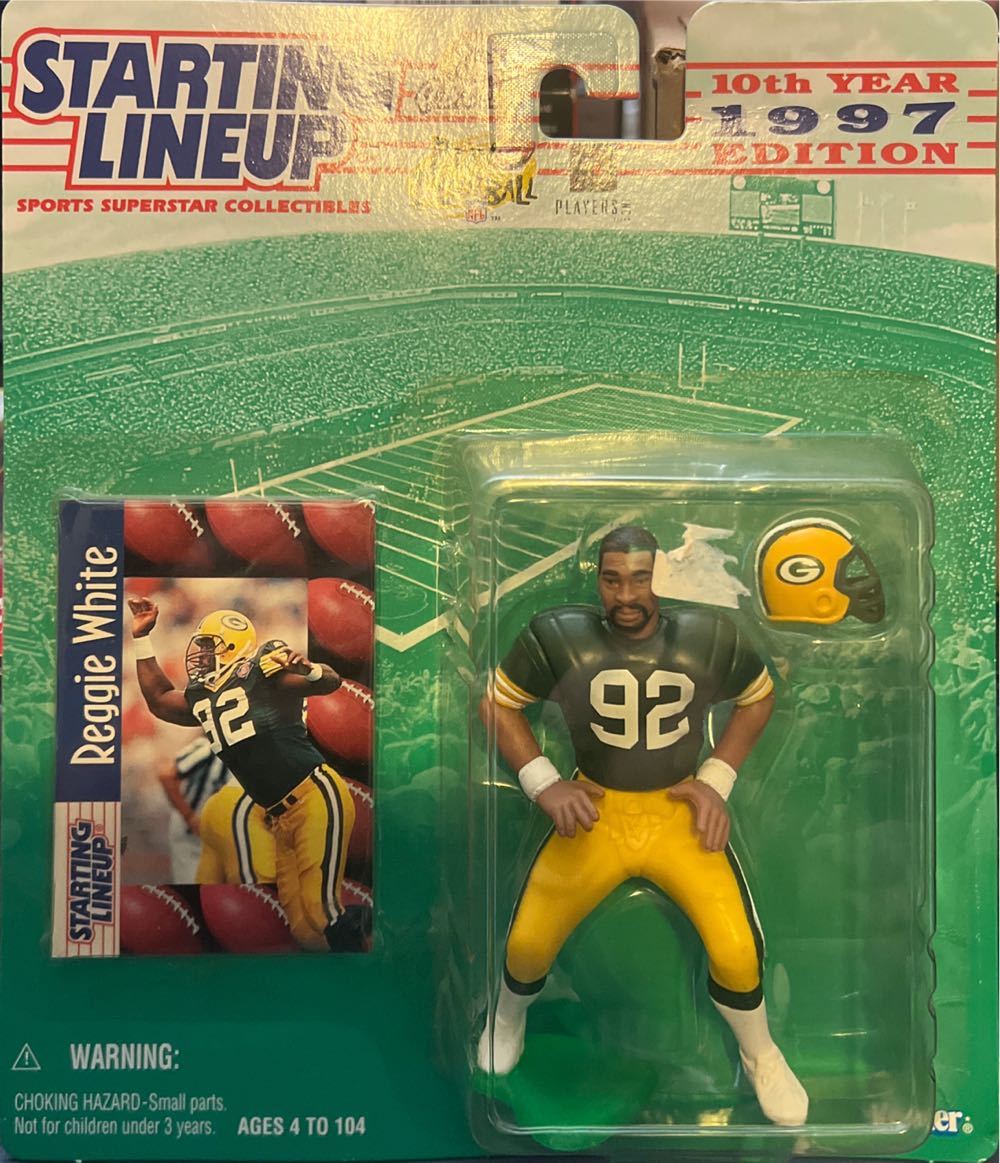 STARTING
LINEUP
SPORTS SUPERSTAR COLLECTIBLES
10th YEAR
1997
EDITION
NFL
PLAYERS
Reggie White
92
STARTING
LINEUP®
G
92
G
⚠ WARNING:
CHOKING HAZARD-Small parts.
Not for children under 3 years. AGES 4 TO 104